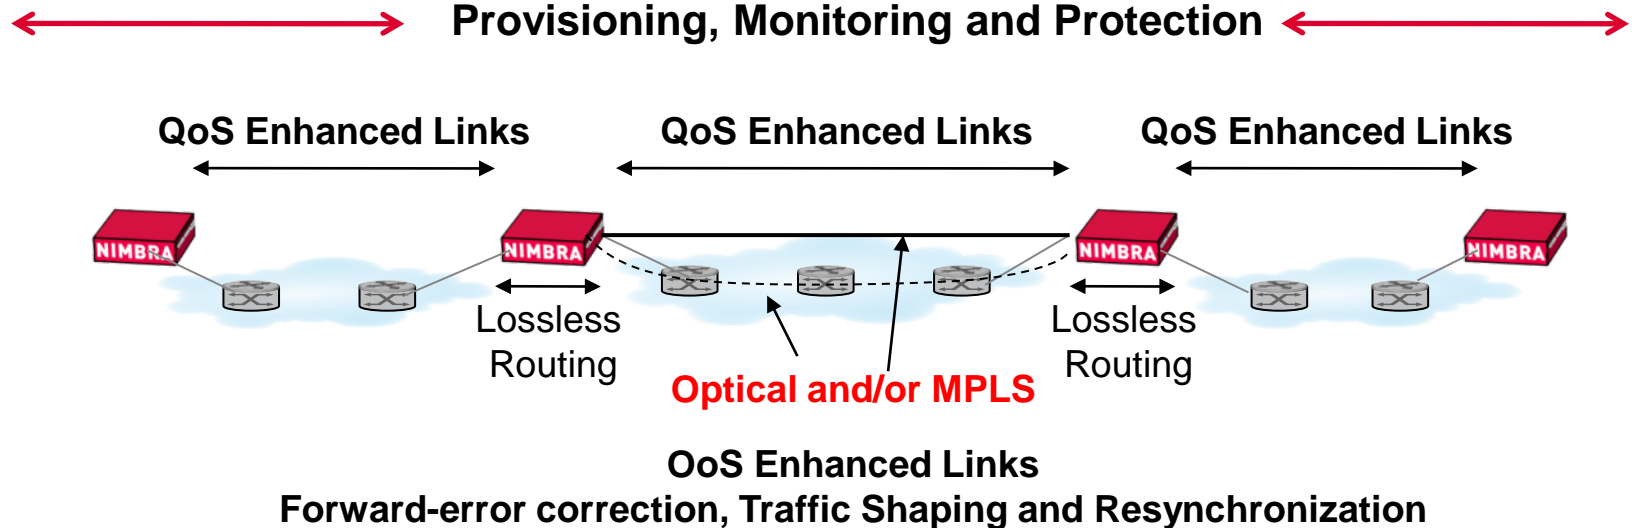 Provisioning, Monitoring and Protection
QoS Enhanced Links
QoS Enhanced Links
QoS Enhanced Links
NIMBRA
NIMBRA
NIMBRA
NIMBRA
Lossless
Routing
Lossless
Routing
Optical and/or MPLS
OoS Enhanced Links
Forward-error correction, Traffic Shaping and Resynchronization